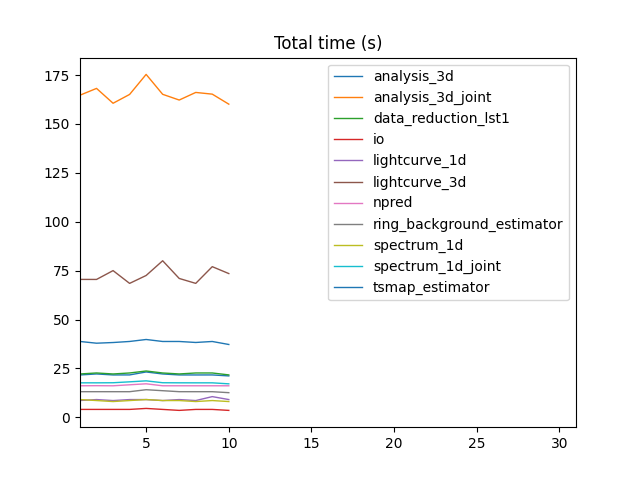 Total time (s)
analysis_3d
analysis_3d_joint
data_reduction_lst1
io
lightcurve_1d
lightcurve_3d
npred
ring_background_estimator
spectrum_1d
spectrum_1d_joint
tsmap_estimator
175
150
125
100
75
50
25
0
5 10 15 20 25 30